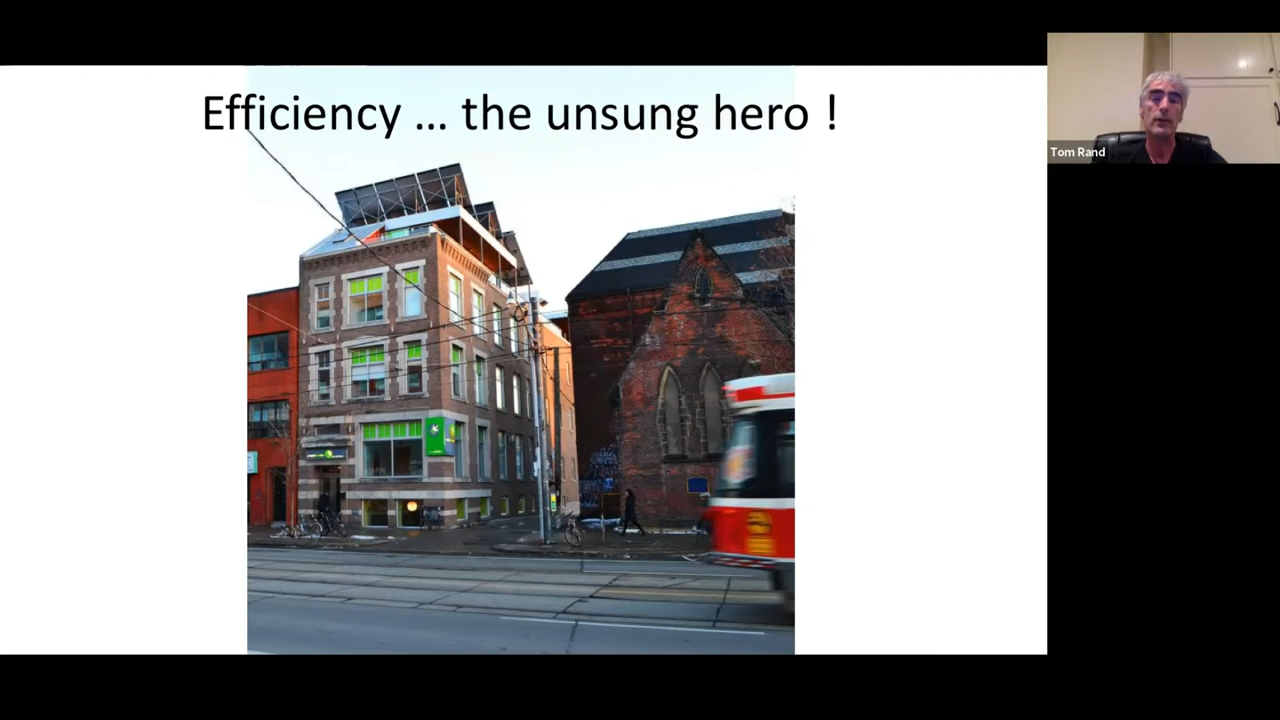 Efficiency … the unsung hero !
Tom Rand